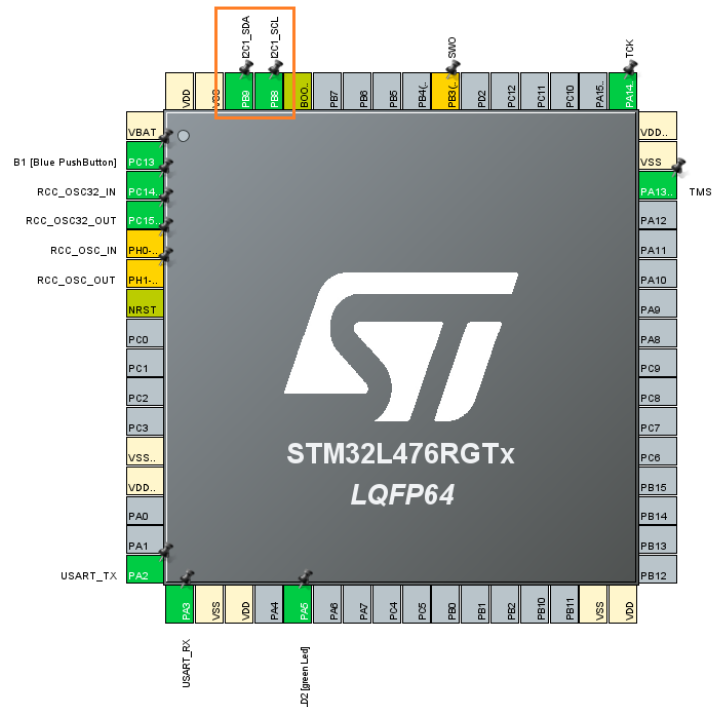 I2C1_SDA
I2C1_SCL
SWO
TCK
VDD
VSS
PB9
PB8
BOO..
PB7
PB6
PB5
PB4(..
PB3(..
PD2
PC12
PC11
PC10
PA15..
PA14..
VBAT
B1 [Blue PushButton] PC13
RCC_OSC32_IN PC14..
RCC_OSC32_OUT PC15..
RCC_OSC_IN PH0-..
RCC_OSC_OUT PH1-..
NRST
PC0
PC1
PC2
PC3
VSS..
VDD..
PA0
PA1
USART_TX PA2
VDD..
VSS
PA13.. TMS
PA12
PA11
PA10
PA9
PA8
PC9
PC8
PC7
PC6
PB15
PB14
PB13
PB12
ST
STM32L476RGTx
LQFP64
PA3
VSS
VDD
PA4
PA5
PA6
PA7
PC4
PC5
PB0
PB1
PB2
PB10
PB11
VSS
VDD
USART_RX
.D2 [green Led]